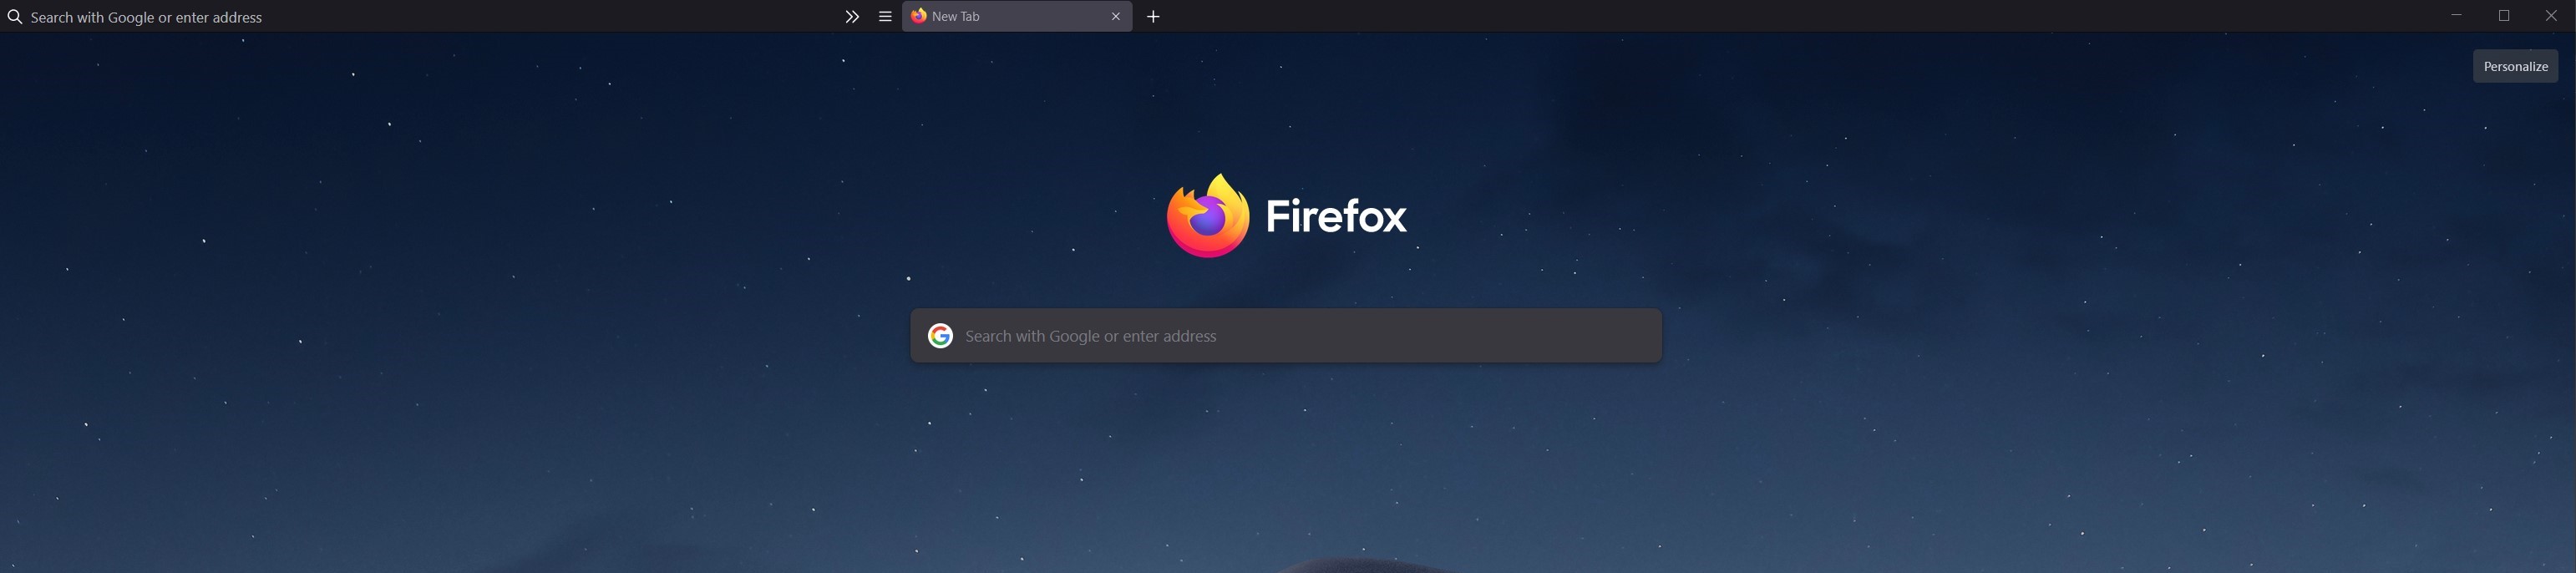 Search with Google or enter address
New Tab
Personalize
Firefox
Search with Google or enter address